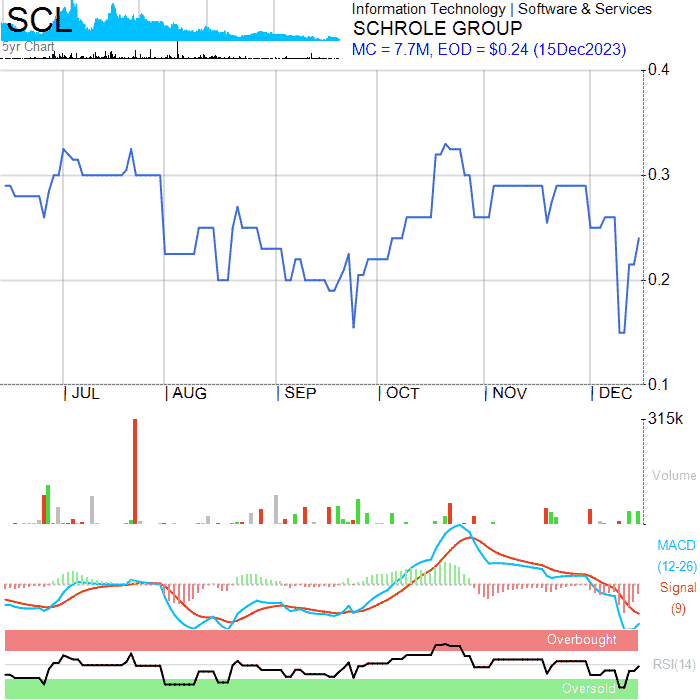 SCL
5yr Chart
Information Technology | Software & Services
SCHROLE GROUP
MC = 7.7M, EOD = $0.24 (15Dec2023)
0.4
0.3
0.2
0.1
JUL
AUG
SEP
OCT
NOV
DEC
315k
Volume
MACD
(12-26)
Signal
(9)
Overbought
RSI(14)
Oversold